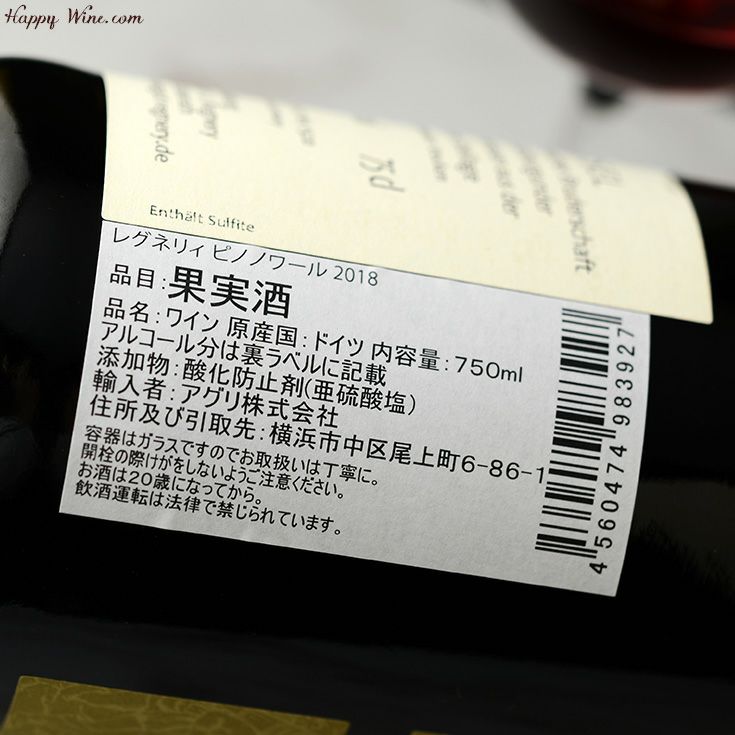 Happy Wine.com
75 cl
Enthält Sulfite
レグネリィ ピノノワール 2018
品目:果実酒
品名:ワイン 原産国:ドイツ 内容量:750ml
アルコール分は裏ラベルに記載
添加物:酸化防止剤(亜硫酸塩)
輸入者:アグリ株式会社
住所及び引取先:横浜市中区尾上町6-86-1
容器はガラスですのでお取扱いは丁寧に。
開栓の際けがをしないようご注意ください。
お酒は20歳になってから。
飲酒運転は法律で禁じられています。
4 560474 983927